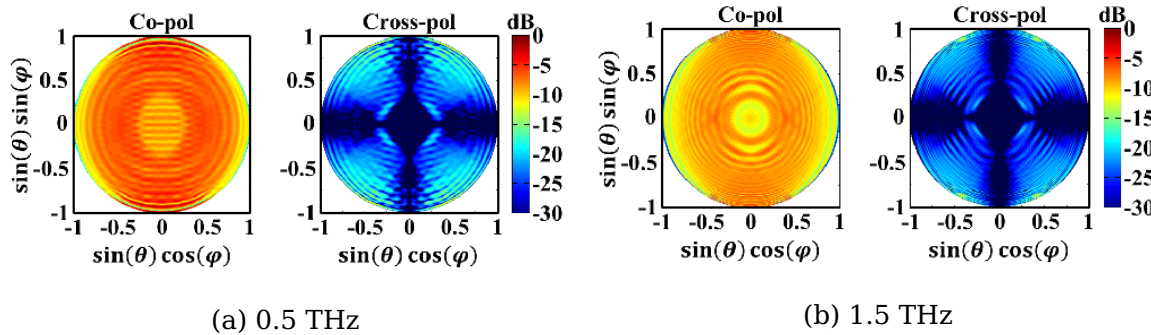 Co-pol Cross-pol dB
1 1 0
0.5 0.5 -5
-10
0 0 -15
-20
-0.5 -0.5 -25
-1 -1 -30
-1 -0.5 0 0.5 1 -1 -0.5 0 0.5 1
sin(θ) sin(φ)
sin(θ) cos(φ) sin(θ) cos(φ)
(a) 0.5 THz
Co-pol Cross-pol dB
1 1 0
0.5 0.5 -5
-10
0 0 -15
-20
-0.5 -0.5 -25
-1 -1 -30
-1 -0.5 0 0.5 1 -1 -0.5 0 0.5 1
sin(θ) sin(φ)
sin(θ) cos(φ) sin(θ) cos(φ)
(b) 1.5 THz